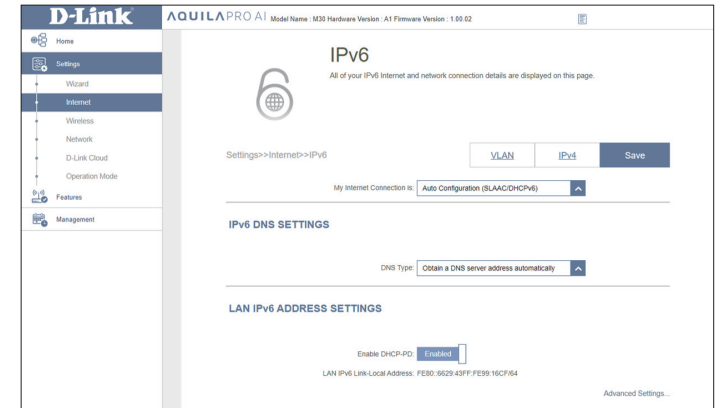 D-Link
AQUILA PRO AI Model Name : M30 Hardware Version : A1 Firmware Version : 1.00.02
Home
Settings
Wizard
Internet
Wireless
Network
D-Link Cloud
Operation Mode
Features
Management
IPv6
All of your IPv6 Internet and network connection details are displayed on this page.
Settings>>Internet>>IPv6
VLAN
IPv4
Save
My Internet Connection is: Auto Configuration (SLAAC/DHCPv6)
IPv6 DNS SETTINGS
DNS Type: Obtain a DNS server address automatically
LAN IPv6 ADDRESS SETTINGS
Enable DHCP-PD: Enabled
LAN IPv6 Link-Local Address: FE80::6629:43FF:FE99:16CF/64
Advanced Settings...